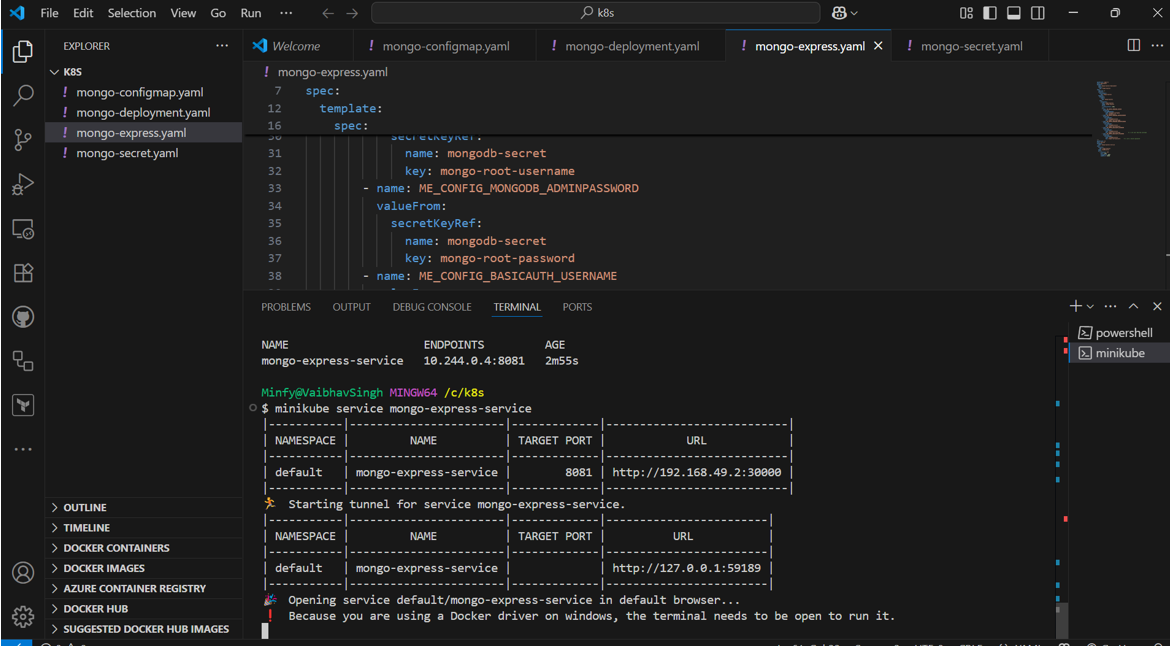 File Edit Selection View Go Run ··· k8s
EXPLORER ···
K8S
! mongo-configmap.yaml
! mongo-deployment.yaml
! mongo-express.yaml
! mongo-secret.yaml
OUTLINE
TIMELINE
DOCKER CONTAINERS
DOCKER IMAGES
AZURE CONTAINER REGISTRY
DOCKER HUB
SUGGESTED DOCKER HUB IMAGES
Welcome ! mongo-configmap.yaml ! mongo-deployment.yaml ! mongo-express.yaml ! mongo-secret.yaml
! mongo-express.yaml
7 spec:
12 template:
16 spec:
30 secretKeyRef:
31 name: mongodb-secret
32 key: mongo-root-username
33 - name: ME_CONFIG_MONGODB_ADMINPASSWORD
34 valueFrom:
35 secretKeyRef:
36 name: mongodb-secret
37 key: mongo-root-password
38 - name: ME_CONFIG_BASICAUTH_USERNAME
PROBLEMS OUTPUT DEBUG CONSOLE TERMINAL PORTS
powershell
minikube
NAME ENDPOINTS AGE
mongo-express-service 10.244.0.4:8081 2m55s
Minfy@VaibhavSingh MINGW64 /c/k8s
$ minikube service mongo-express-service
|-----------|-----------------------|-------------|---------------------------|
| NAMESPACE | NAME | TARGET PORT | URL |
|-----------|-----------------------|-------------|---------------------------|
| default | mongo-express-service | 8081 | http://192.168.49.2:30000 |
|-----------|-----------------------|-------------|---------------------------|
🏃 Starting tunnel for service mongo-express-service.
|-----------|-----------------------|-------------|------------------------|
| NAMESPACE | NAME | TARGET PORT | URL |
|-----------|-----------------------|-------------|------------------------|
| default | mongo-express-service | | http://127.0.0.1:59189 |
|-----------|-----------------------|-------------|------------------------|
🎉 Opening service default/mongo-express-service in default browser...
❗ Because you are using a Docker driver on windows, the terminal needs to be open to run it.